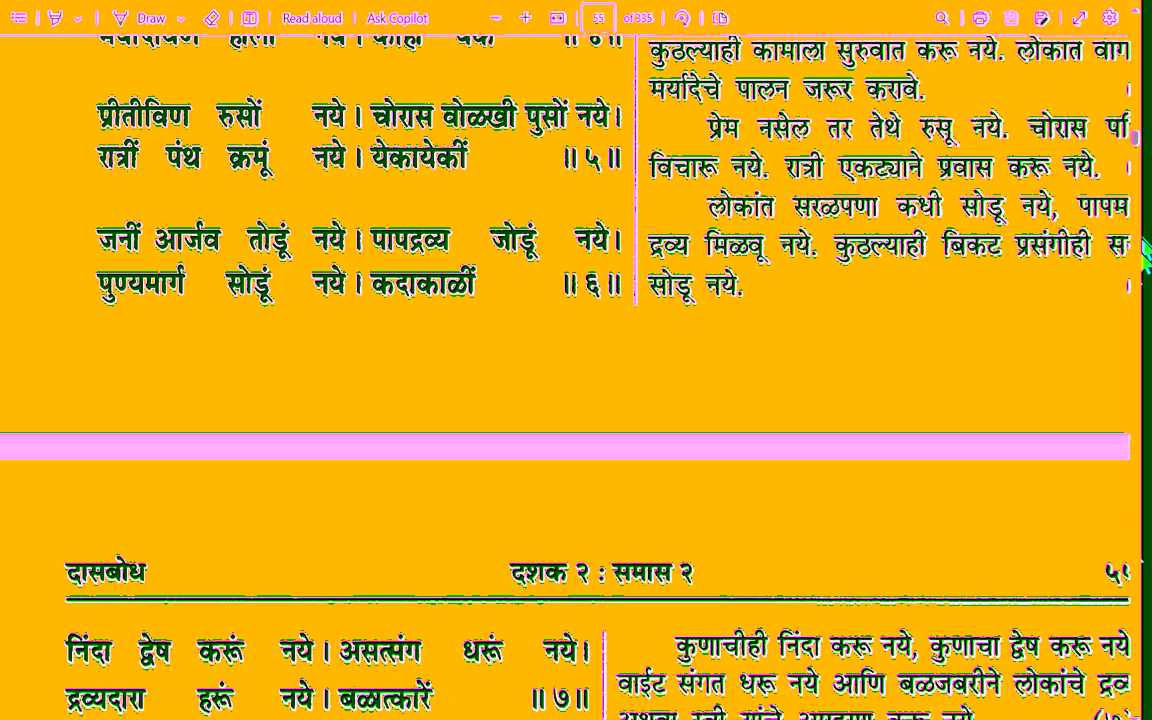 Draw Read aloud Ask Copilot 55 of 335
प्रीतीविण रुसों नये। चोरास वोळखी पुसों नये।
रात्रीं पंथ क्रमूं नये। येकायेकीं ॥५॥
जनीं आर्जव तोडूं नये। पापद्रव्य जोडूं नये।
पुण्यमार्ग सोडूं नये। कदाकाळीं ॥६॥
कुठल्याही कामाला सुरुवात करू नये. लोकात
मर्यादेचे पालन जरूर करावे.
प्रेम नसेल तर तेथे रुसू नये. चोरास
विचारू नये. रात्री एकट्याने प्रवास करू नये.
लोकांत सरळपणा कधी सोडू नये,
द्रव्य मिळवू नये. कुठल्याही बिकट प्रसंगीही
सोडू नये.
दासबोध दशक २ : समास २
निंदा द्वेष करूं नये। असत्संग धरूं नये।
द्रव्यदारा हरूं नये। बळात्कारें ॥७॥
कुणाचीही निंदा करू नये, कुणाचा द्वेष करू नये
वाईट संगत धरू नये आणि बळजबरीने लोकांचे